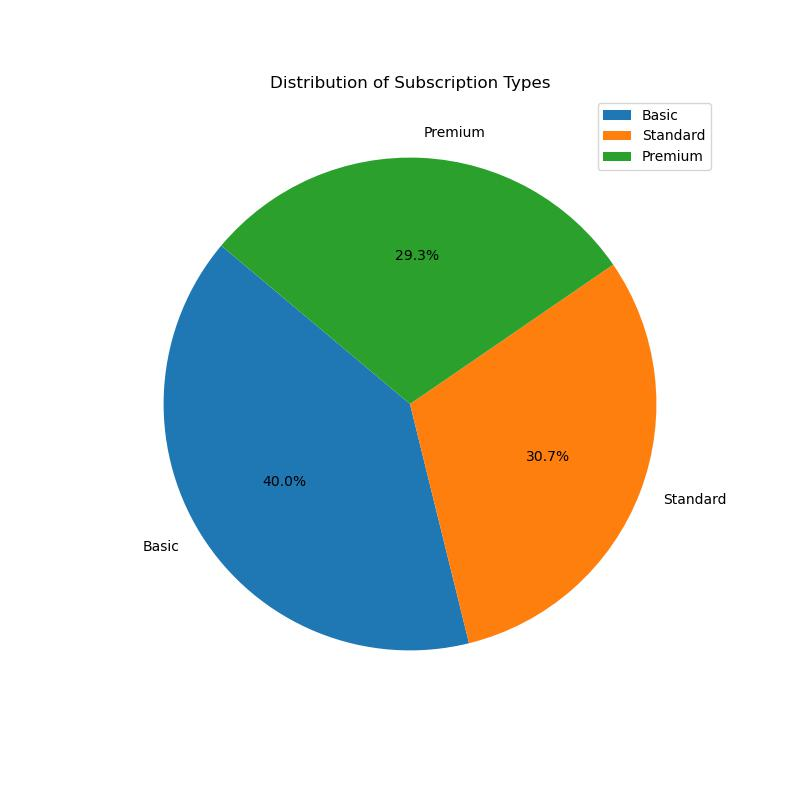 Distribution of Subscription Types
Basic
Standard
Premium
Premium
29.3%
30.7%
40.0%
Standard
Basic